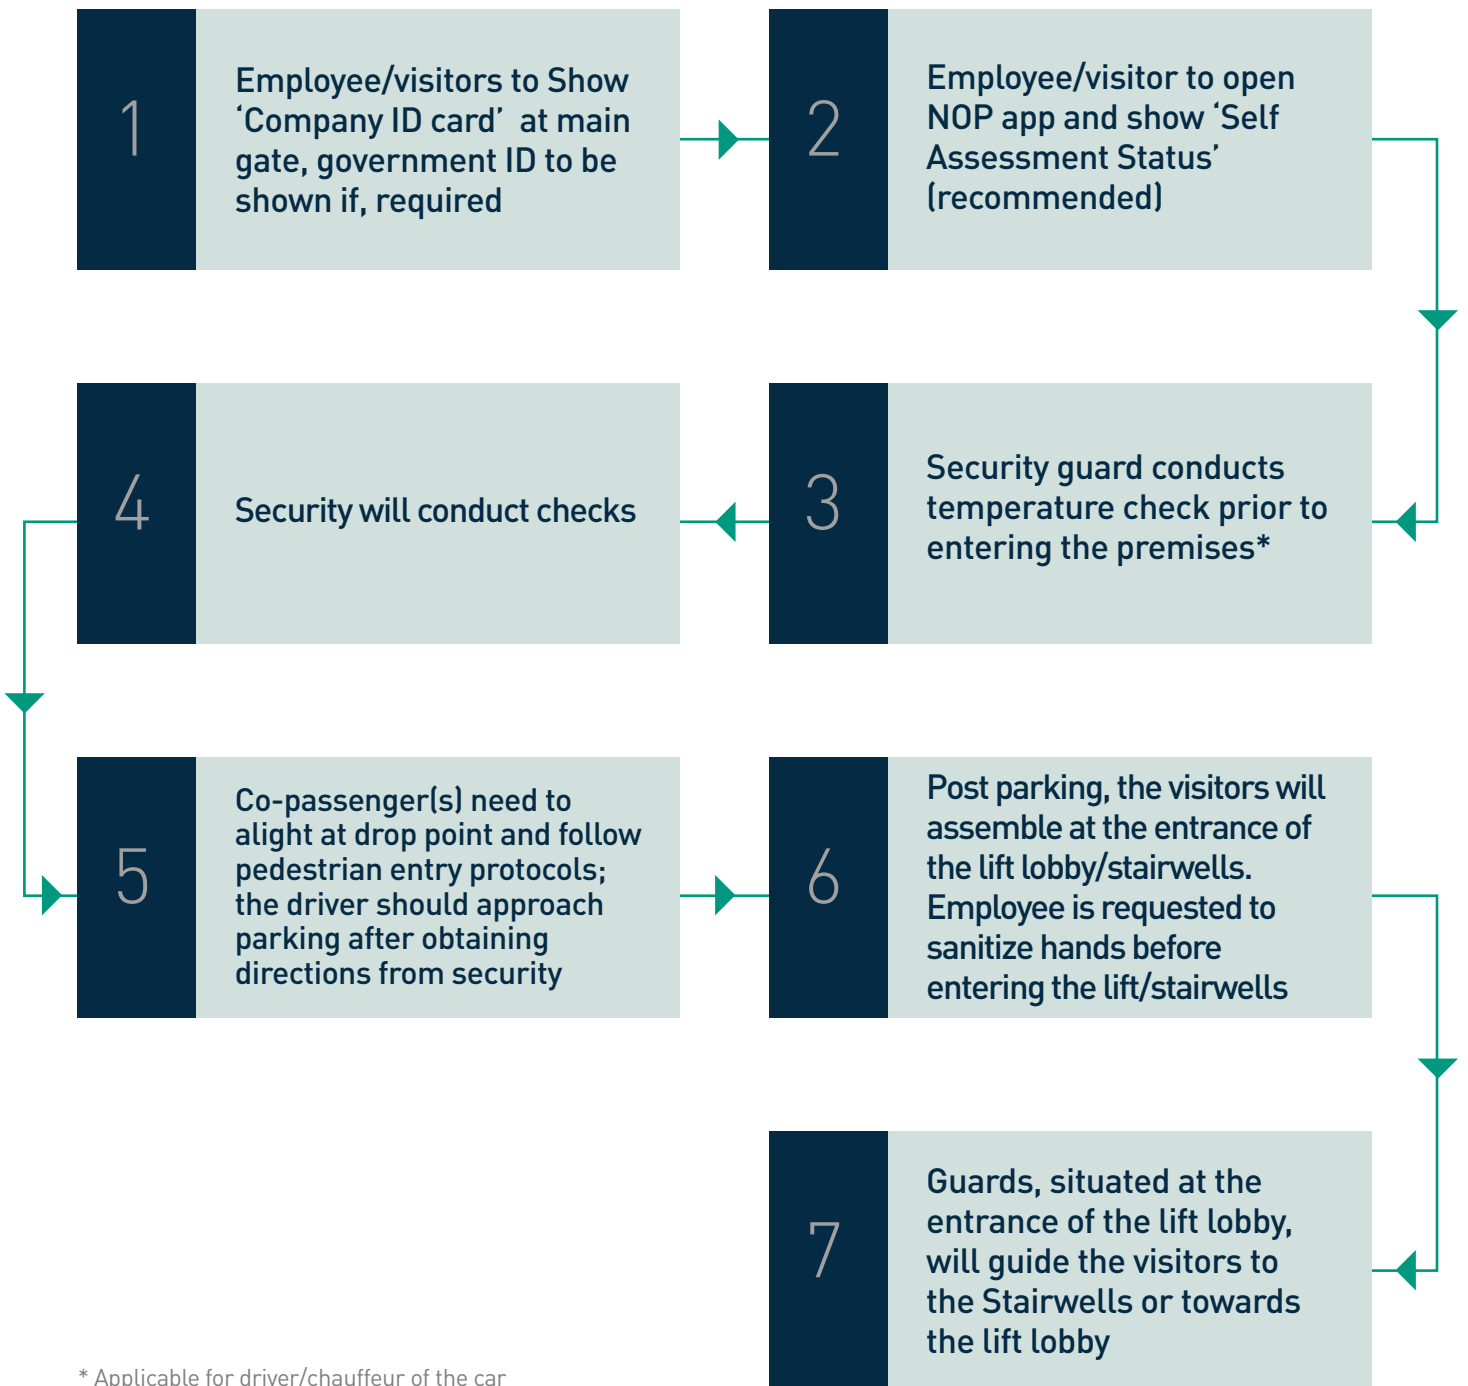 1
Employee/visitors to Show
‘Company ID card’ at main
gate, government ID to be
shown if, required
2
Employee/visitor to open
NOP app and show ‘Self
Assessment Status’
(recommended)
3
Security guard conducts
temperature check prior to
entering the premises*
4
Security will conduct checks
5
Co-passenger(s) need to
alight at drop point and follow
pedestrian entry protocols;
the driver should approach
parking after obtaining
directions from security
6
Post parking, the visitors will
assemble at the entrance of
the lift lobby/stairwells.
Employee is requested to
sanitize hands before
entering the lift/stairwells
7
Guards, situated at the
entrance of the lift lobby,
will guide the visitors to
the Stairwells or towards
the lift lobby
* Applicable for driver/chauffeur of the car